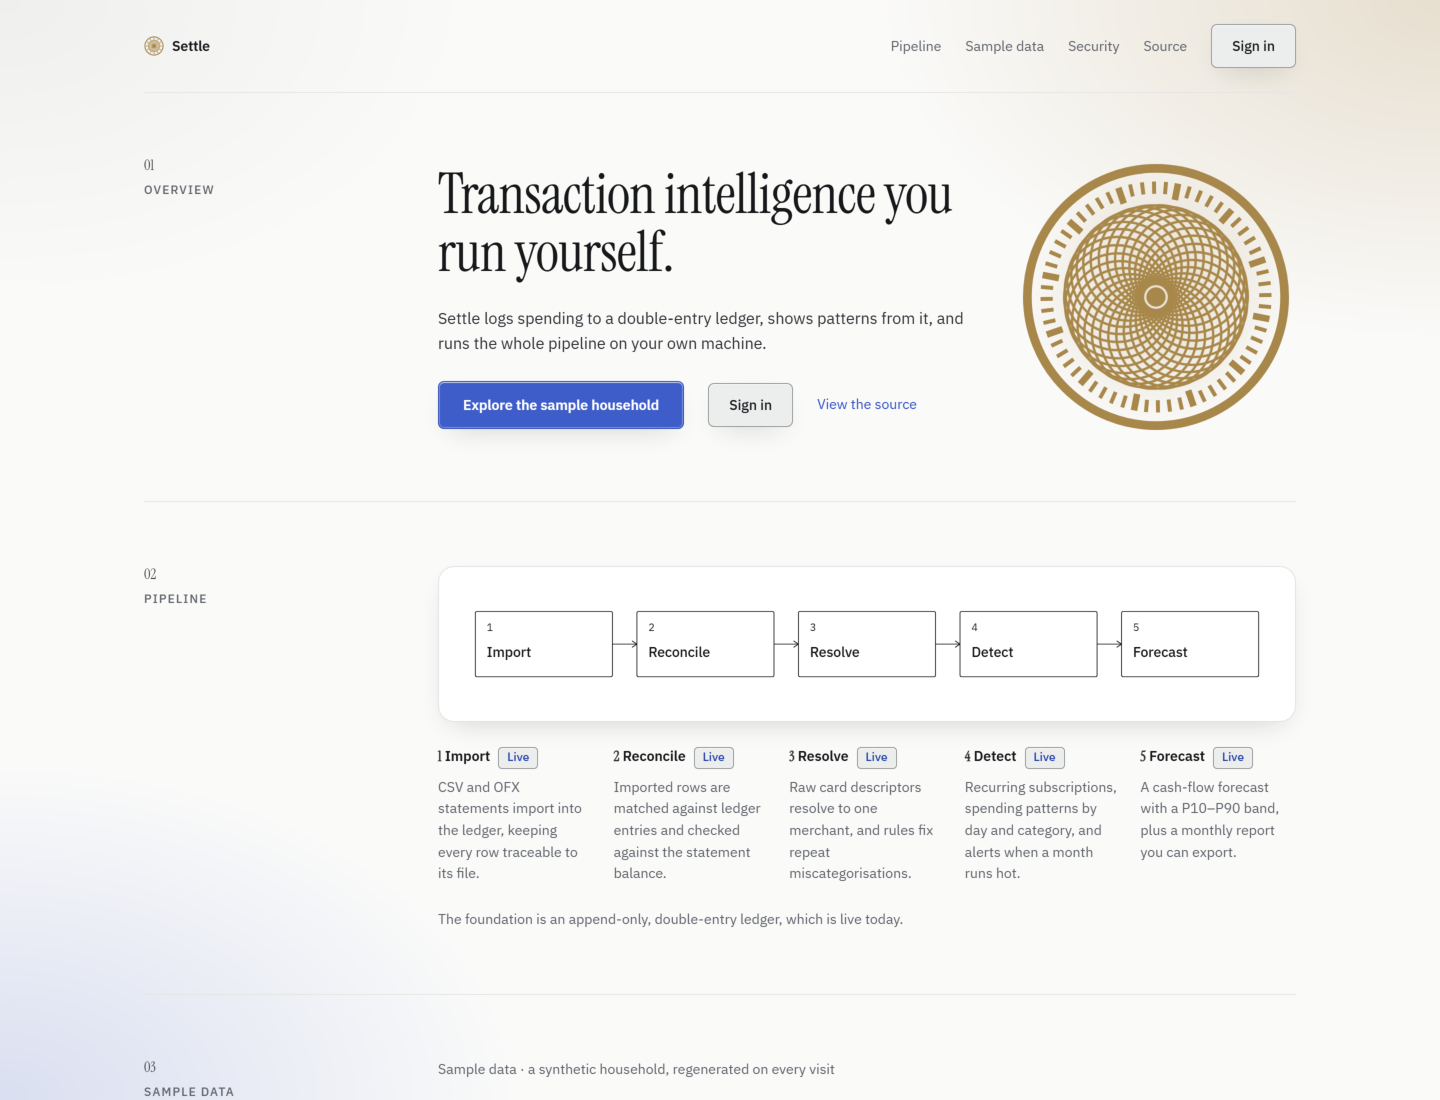 Settle
Pipeline
Sample data
Security
Source
Sign in
01
OVERVIEW
Transaction intelligence you
run yourself.
Settle logs spending to a double-entry ledger, shows patterns from it, and
runs the whole pipeline on your own machine.
Explore the sample household
Sign in
View the source
02
PIPELINE
1
Import
2
Reconcile
3
Resolve
4
Detect
5
Forecast
1 Import Live
CSV and OFX
statements import into
the ledger, keeping
every row traceable to
its file.
2 Reconcile Live
Imported rows are
matched against ledger
entries and checked
against the statement
balance.
3 Resolve Live
Raw card descriptors
resolve to one
merchant, and rules fix
repeat
miscategorisations.
4 Detect Live
Recurring subscriptions,
spending patterns by
day and category, and
alerts when a month
runs hot.
5 Forecast Live
A cash-flow forecast
with a P10–P90 band,
plus a monthly report
you can export.
The foundation is an append-only, double-entry ledger, which is live today.
03
SAMPLE DATA
Sample data · a synthetic household, regenerated on every visit